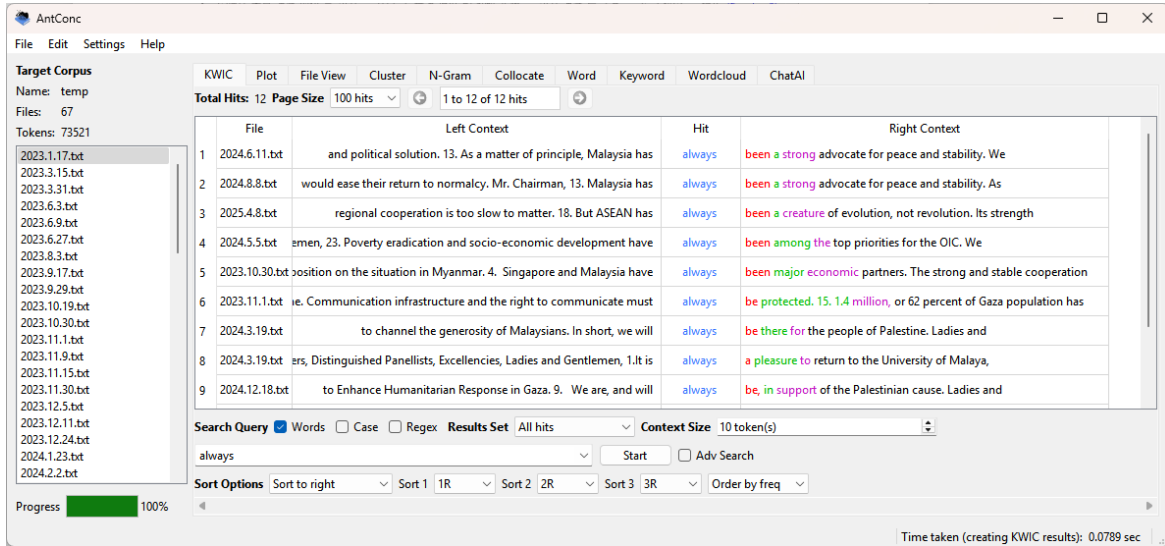 AntConc
File Edit Settings Help
Target Corpus
Name: temp
Files: 67
Tokens: 73521
2023.1.17.txt
2023.3.15.txt
2023.3.31.txt
2023.6.3.txt
2023.6.9.txt
2023.6.27.txt
2023.8.3.txt
2023.9.17.txt
2023.9.29.txt
2023.10.19.txt
2023.10.30.txt
2023.11.1.txt
2023.11.9.txt
2023.11.15.txt
2023.11.30.txt
2023.12.5.txt
2023.12.11.txt
2023.12.24.txt
2024.1.23.txt
2024.2.2.txt
Progress 100%
KWIC Plot File View Cluster N-Gram Collocate Word Keyword Wordcloud ChatAI
Total Hits: 12 Page Size 100 hits 1 to 12 of 12 hits
File Left Context Hit Right Context
1 2024.6.11.txt and political solution. 13. As a matter of principle, Malaysia has always been a strong advocate for peace and stability. We
2 2024.8.8.txt would ease their return to normalcy. Mr. Chairman, 13. Malaysia has always been a strong advocate for peace and stability. As
3 2025.4.8.txt regional cooperation is too slow to matter. 18. But ASEAN has always been a creature of evolution, not revolution. Its strength
4 2024.5.5.txt emen, 23. Poverty eradication and socio-economic development have always been among the top priorities for the OIC. We
5 2023.10.30.txt position on the situation in Myanmar. 4. Singapore and Malaysia have always been major economic partners. The strong and stable cooperation
6 2023.11.1.txt e. Communication infrastructure and the right to communicate must always be protected. 15. 1.4 million, or 62 percent of Gaza population has
7 2024.3.19.txt to channel the generosity of Malaysians. In short, we will always be there for the people of Palestine. Ladies and
8 2024.3.19.txt ers, Distinguished Panellists, Excellencies, Ladies and Gentlemen, 1.It is always a pleasure to return to the University of Malaya,
9 2024.12.18.txt to Enhance Humanitarian Response in Gaza. 9. We are, and will always be, in support of the Palestinian cause. Ladies and
Search Query Words Case Regex Results Set All hits Context Size 10 token(s)
always Start Adv Search
Sort Options Sort to right Sort 1 1R Sort 2 2R Sort 3 3R Order by freq
Time taken (creating KWIC results): 0.0789 sec